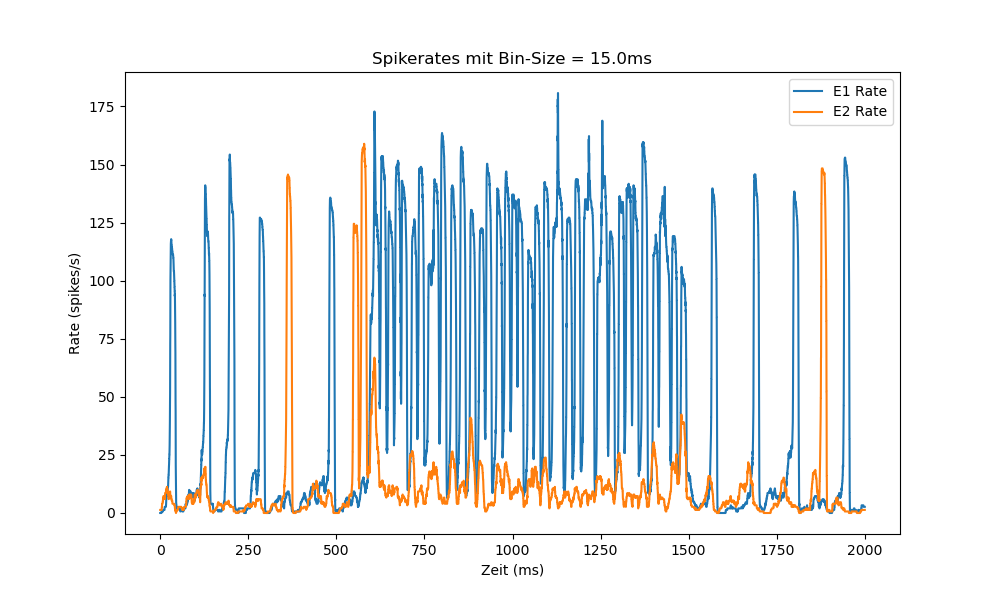 Spikerates mit Bin-Size = 15.0ms
E1 Rate
E2 Rate
Rate (spikes/s)
175
150
125
100
75
50
25
0
0 250 500 750 1000 1250 1500 1750 2000
Zeit (ms)